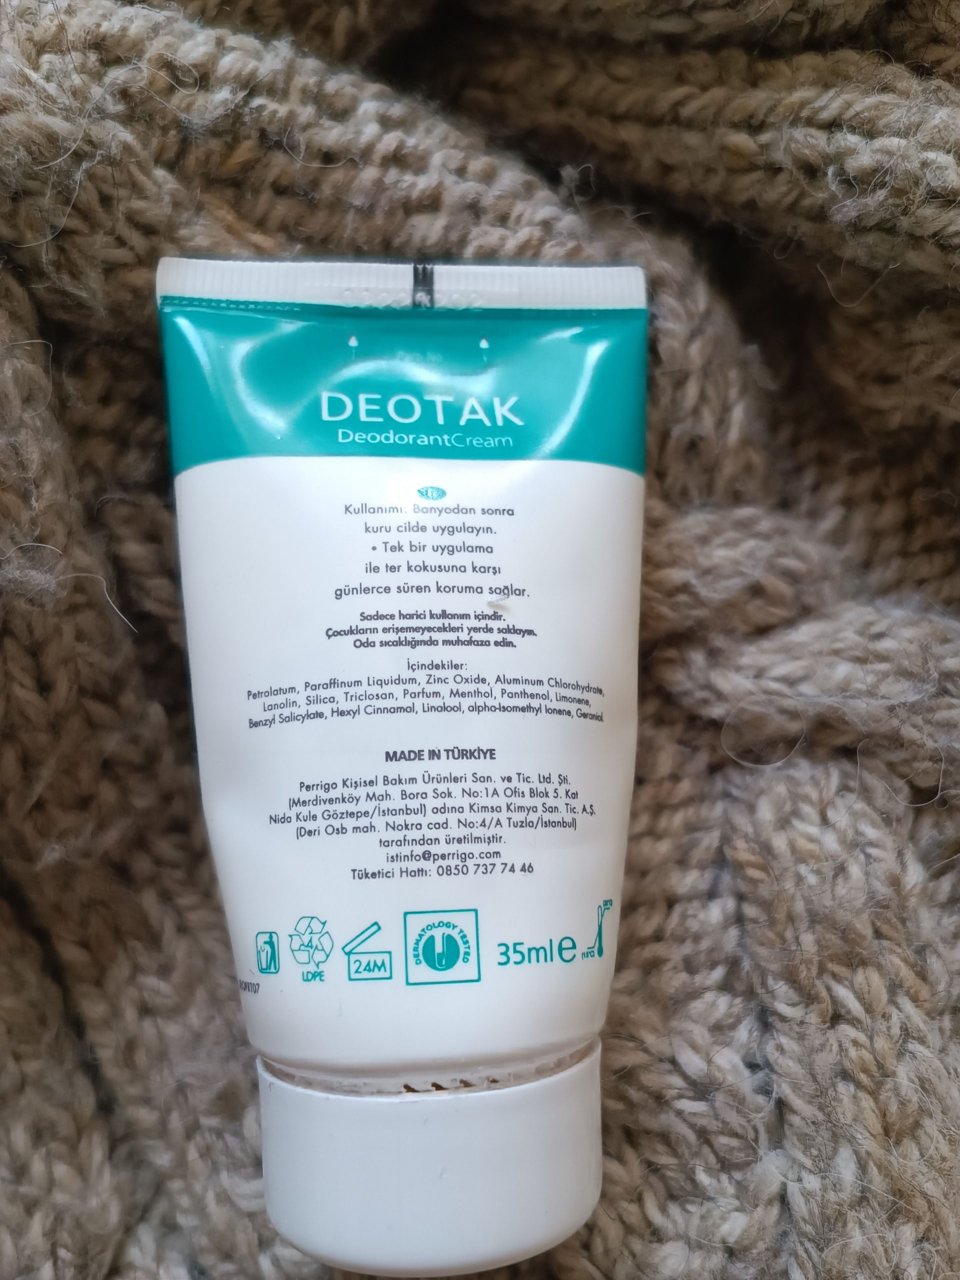 DEOTAK
DeodorantCream
Kullanımı: Banyodan sonra
kuru cilde uygulayın.
• Tek bir uygulama
ile ter kokusuna karşı
günlerce süren koruma sağlar.
Sadece harici kullanım içindir.
Çocukların erişemeyecekleri yerde saklayın.
Oda sıcaklığında muhafaza edin.
İçindekiler:
Petrolatum, Paraffinum Liquidum, Zinc Oxide, Aluminum Chlorohydrate,
Lanolin, Silica, Triclosan, Parfum, Menthol, Panthenol, Limonene,
Benzyl Salicylate, Hexyl Cinnamal, Linalool, alpha-Isomethyl Ionene, Geraniol.
MADE IN TÜRKİYE
Perrigo Kişisel Bakım Ürünleri San. ve Tic. Ltd. Şti.
(Merdivenköy Mah. Bora Sok. No:1A Ofis Blok 5. Kat
Nida Kule Göztepe/İstanbul) adına Kimsa Kimya San. Tic. A.Ş.
(Deri Osb mah. Nokra cad. No:4/A Tuzla/İstanbul)
tarafından üretilmiştir.
istinfo@perrigo.com
Tüketici Hattı: 0850 737 74 46
4
LDPE
24M
DERMATOLOGY TESTED
35ml e